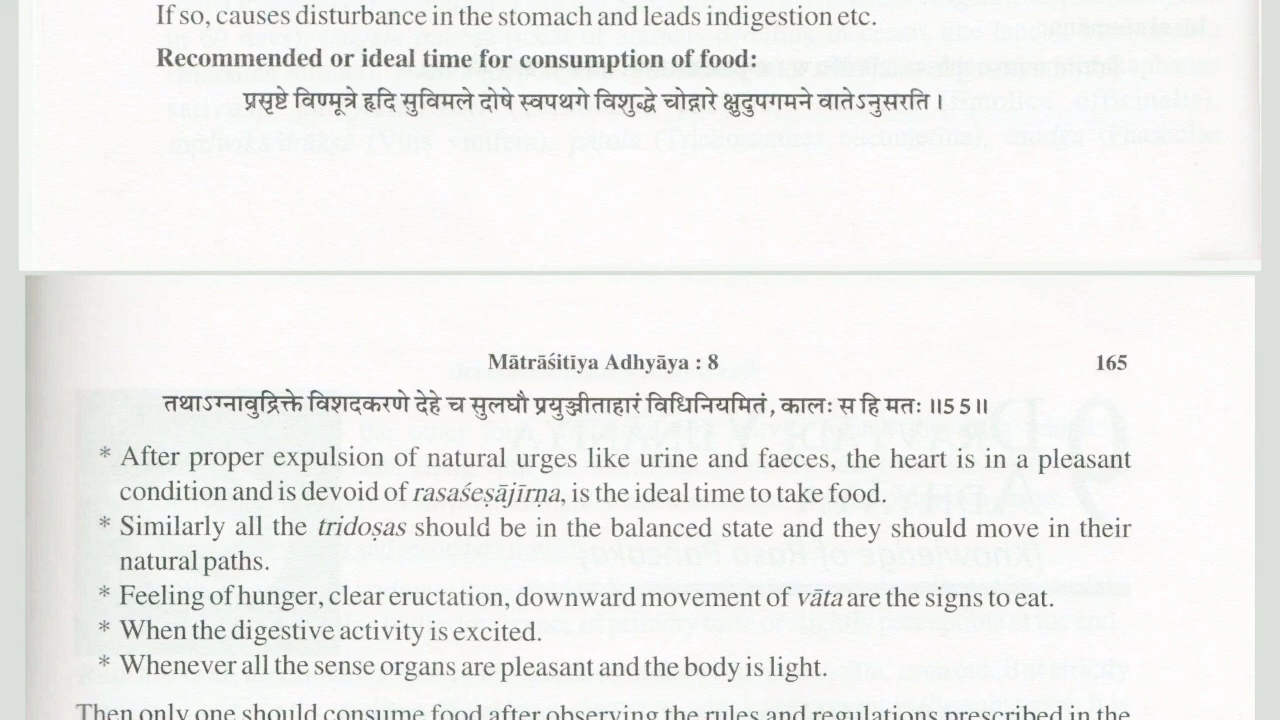 If so, causes disturbance in the stomach and leads indigestion etc.
Recommended or ideal time for consumption of food:
प्रसृष्टे विण्मूत्रे हृदि सुविमले दोषे स्वपथगे विशुद्धे चोद्गारे क्षुदुपगमने वातेऽनुसरति ।
Mātrāśitīya Adhyāya : 8 165
तथाऽग्नावुद्रिक्ते विशदकरणे देहे च सुलघौ प्रयुञ्जीताहारं विधिनियमितं, कालः स हि मतः ॥55॥
* After proper expulsion of natural urges like urine and faeces, the heart is in a pleasant
condition and is devoid of rasaśeṣājīrṇa, is the ideal time to take food.
* Similarly all the tridoṣas should be in the balanced state and they should move in their
natural paths.
* Feeling of hunger, clear eructation, downward movement of vāta are the signs to eat.
* When the digestive activity is excited.
* Whenever all the sense organs are pleasant and the body is light.
Then only one should consume food after observing the rules and regulations prescribed in the